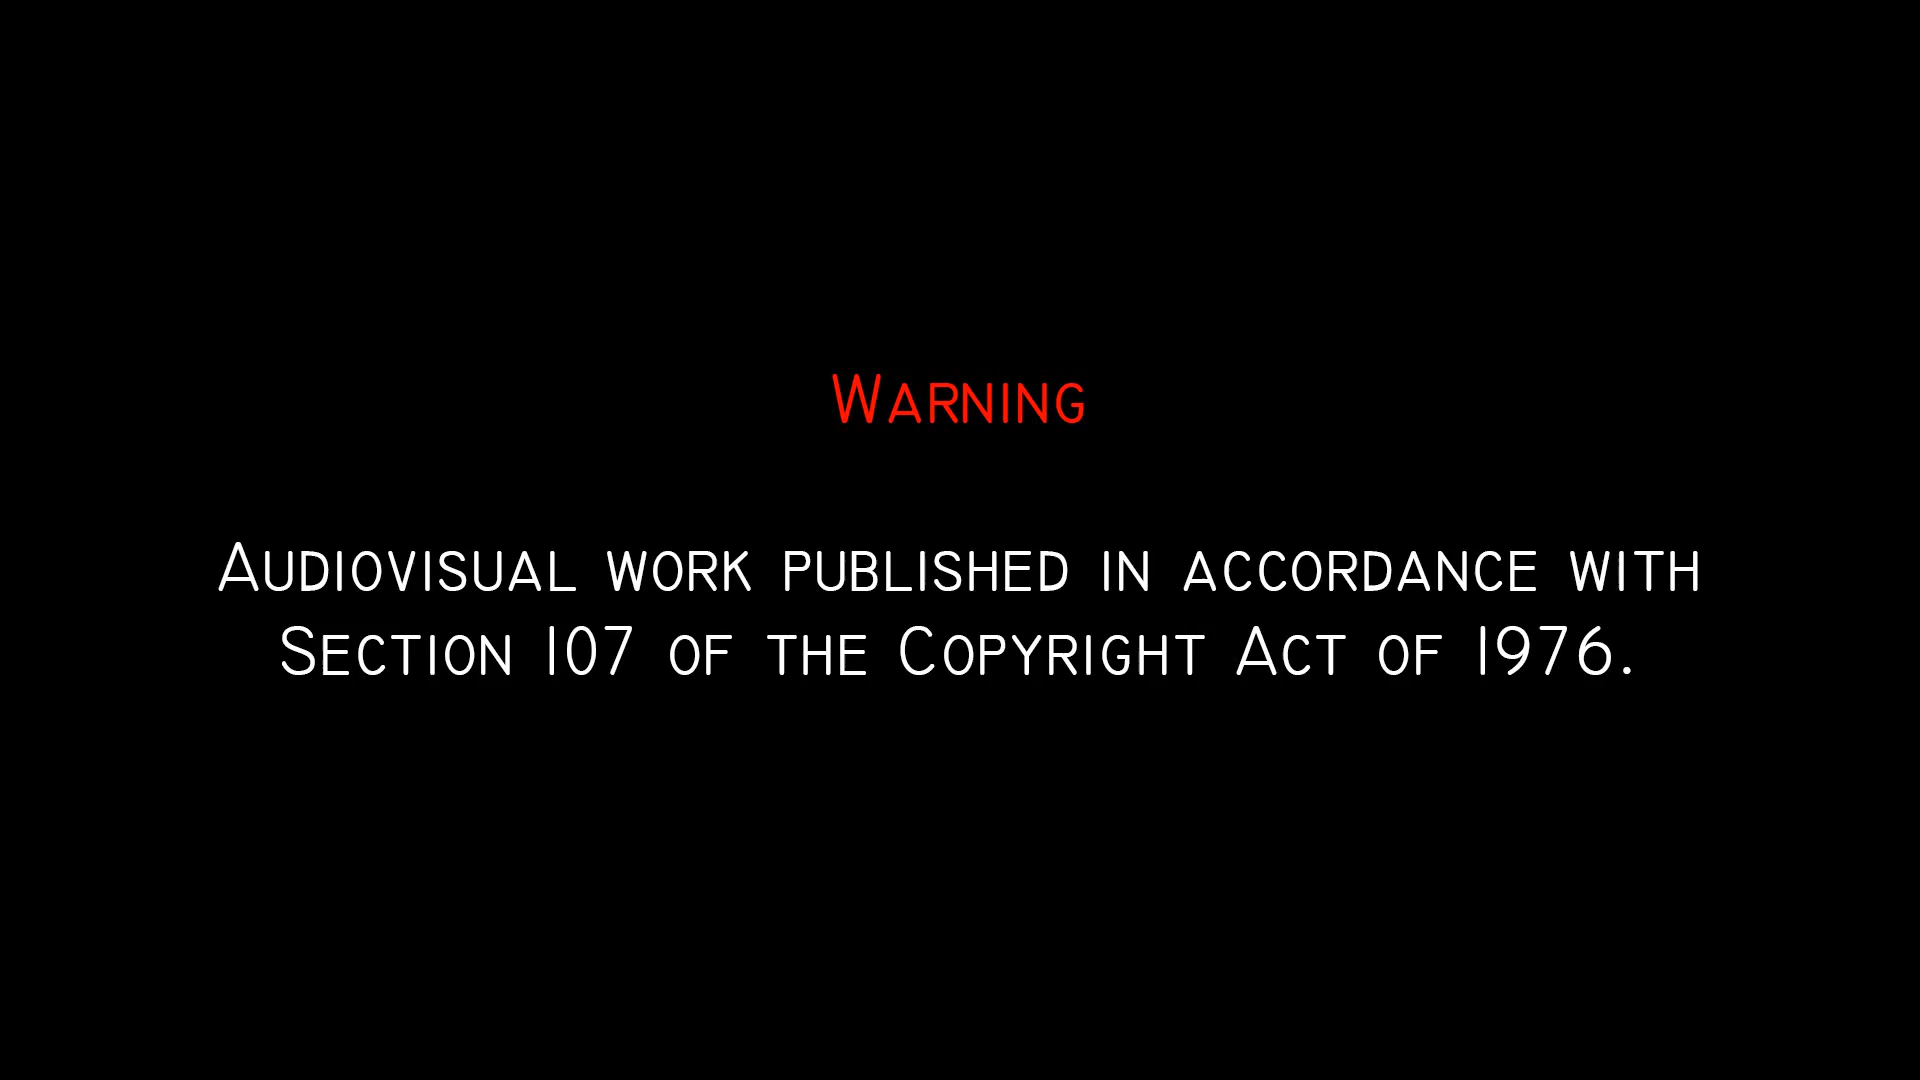 Warning
Audiovisual work published in accordance with
Section 107 of the Copyright Act of 1976.